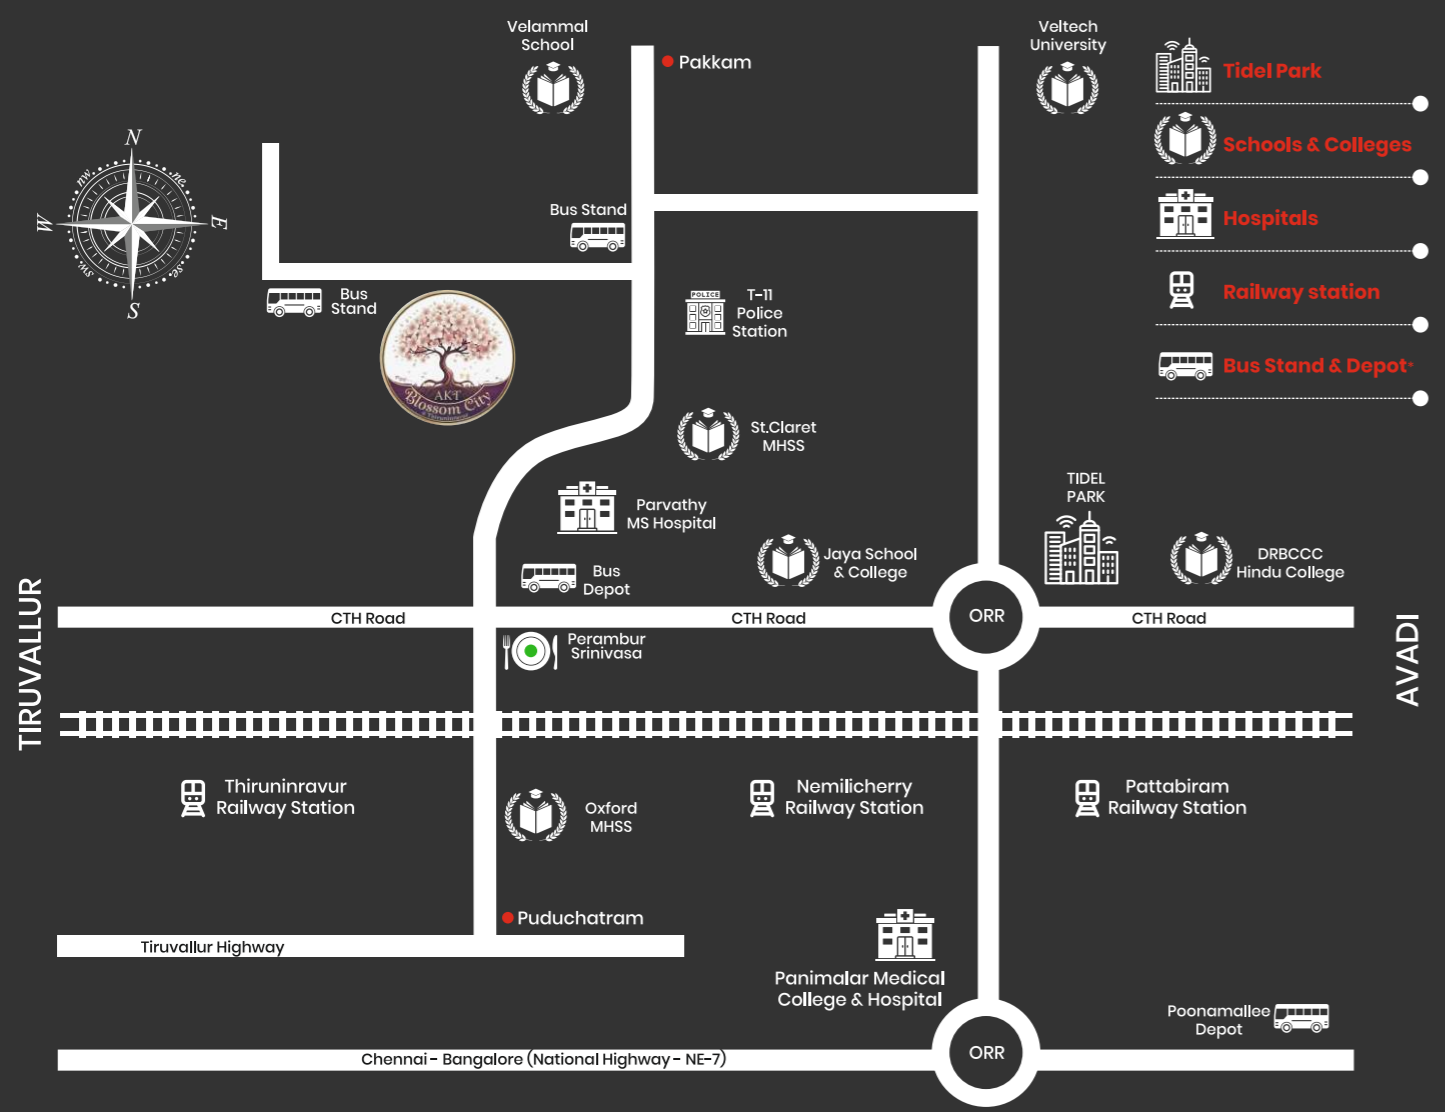 Velammal
School
Pakkam
Veltech
University
Tidel Park
Schools & Colleges
Hospitals
Railway station
Bus Stand & Depot
N
nw
ne
W
E
sw
se
S
Bus Stand
Bus
Stand
AKT
Blossom City
POLICE
T-11
Police
Station
St.Claret
MHSS
Parvathy
MS Hospital
Jaya School
& College
TIDEL
PARK
DRBCCC
Hindu College
Bus
Depot
TIRUVALLUR
CTH Road
CTH Road
ORR
CTH Road
AVADI
Perambur
Srinivasa
Thiruninravur
Railway Station
Nemilicherry
Railway Station
Pattabiram
Railway Station
Oxford
MHSS
Puduchatram
Tiruvallur Highway
Panimalar Medical
College & Hospital
Poonamallee
Depot
Chennai - Bangalore (National Highway - NE-7)
ORR